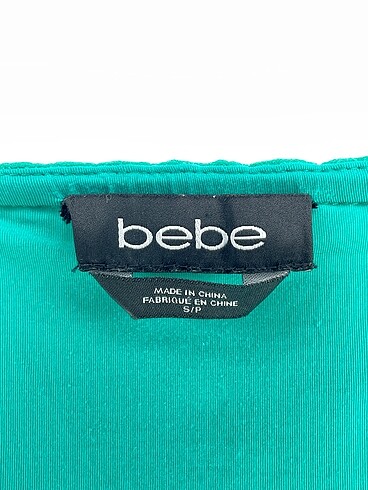 bebe
MADE IN CHINA
FABRIQUÉ EN CHINE
S/P